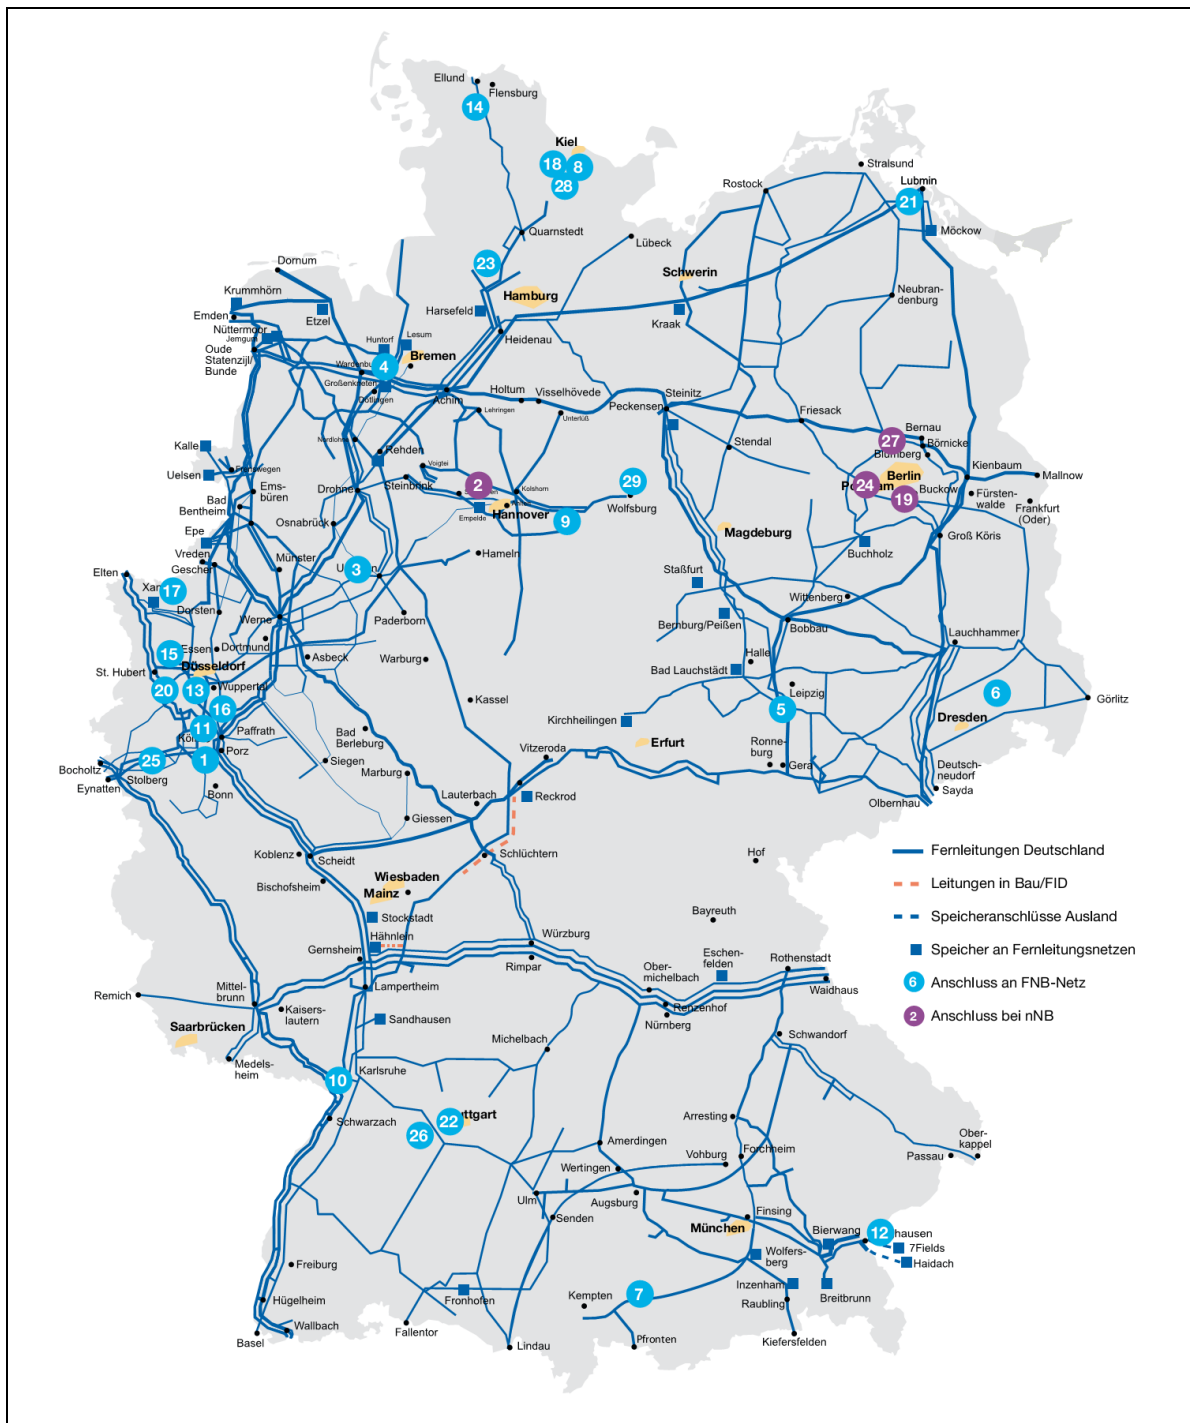 Ellund
Flensburg
14
Kiel
18
8
28
Stralsund
Rostock
Lubmin
21
Möckow
Quarnstedt
Lübeck
23
Dornum
Schwerin
Krummhörn
Hamburg
Neubran-
denburg
Emden
Etzel
Harsefeld
Kraak
Nüttermoor
Jemgum
Huntorf
Lesum
Heidenau
Oude
Statenzijl/
Bunde
Bremen
4
Großenkneten
Dötlingen
Achim
Holtum
Visselhövede
Steinitz
Peckensen
Lehringen
Unterlüß
Friesack
Bernau
27
Börnicke
Kalle
Nordlohne
Rehden
Stendal
Uelsen
Voigtei
Kienbaum
Mallnow
Berlin
24
Ems-
büren
Drohne
Steinbrink
2
Kolshorn
29
19
Buckow
Fürsten-
walde
Frankfurt
(Oder)
Bad
Bentheim
Wolfsburg
Empelde
Hannover
9
Osnabrück
Magdeburg
Groß Köris
Epe
Buchholz
Vreden
Gescher
Münster
Hameln
Elten
3
Staßfurt
17
Wittenberg
Dorsten
Werne
Paderborn
Bernburg/Peißen
Bobbau
Lauchhammer
Essen
Dortmund
15
Asbeck
Warburg
Halle
St. Hubert
Düsseldorf
Bad Lauchstädt
Leipzig
20
13
Wuppertal
Kassel
6
Görlitz
16
5
11
Paffrath
Bad
Berleburg
Kirchheilingen
Dresden
Erfurt
Porz
Vitzeroda
Ronne-
burg
25
1
Siegen
Gera
Deutsch-
neudorf
Bocholtz
Stolberg
Marburg
Eynatten
Sayda
Bonn
Lauterbach
Reckrod
Olbernhau
Giessen
Koblenz
Scheidt
Schlüchtern
Hof
Fernleitungen Deutschland
Bischofsheim
Wiesbaden
Leitungen in Bau/FID
Mainz
Bayreuth
Stockstadt
Speicheranschlüsse Ausland
Hähnlein
Gernsheim
Würzburg
Eschen-
felden
Speicher an Fernleitungsnetzen
Rimpar
Ober-
michelbach
Rothenstadt
6
Anschluss an FNB-Netz
Waidhaus
Lampertheim
Remich
Mittel-
brunn
Renzenhof
2
Anschluss bei nNB
Kaisers-
lautern
Sandhausen
Nürnberg
Saarbrücken
Schwandorf
Michelbach
Medels-
heim
10
Karlsruhe
Schwarzach
22
26
Arresting
Amerdingen
Ober-
kappel
Forchheim
Passau
Vohburg
Wertingen
Ulm
Augsburg
Senden
Finsing
München
Bierwang
12
7Fields
Wolfers-
berg
Haidach
Freiburg
Inzenham
Breitbrunn
Fronhofen
7
Kempten
Hügelheim
Raubling
Wallbach
Fallentor
Basel
Lindau
Pfronten
Kiefersfelden